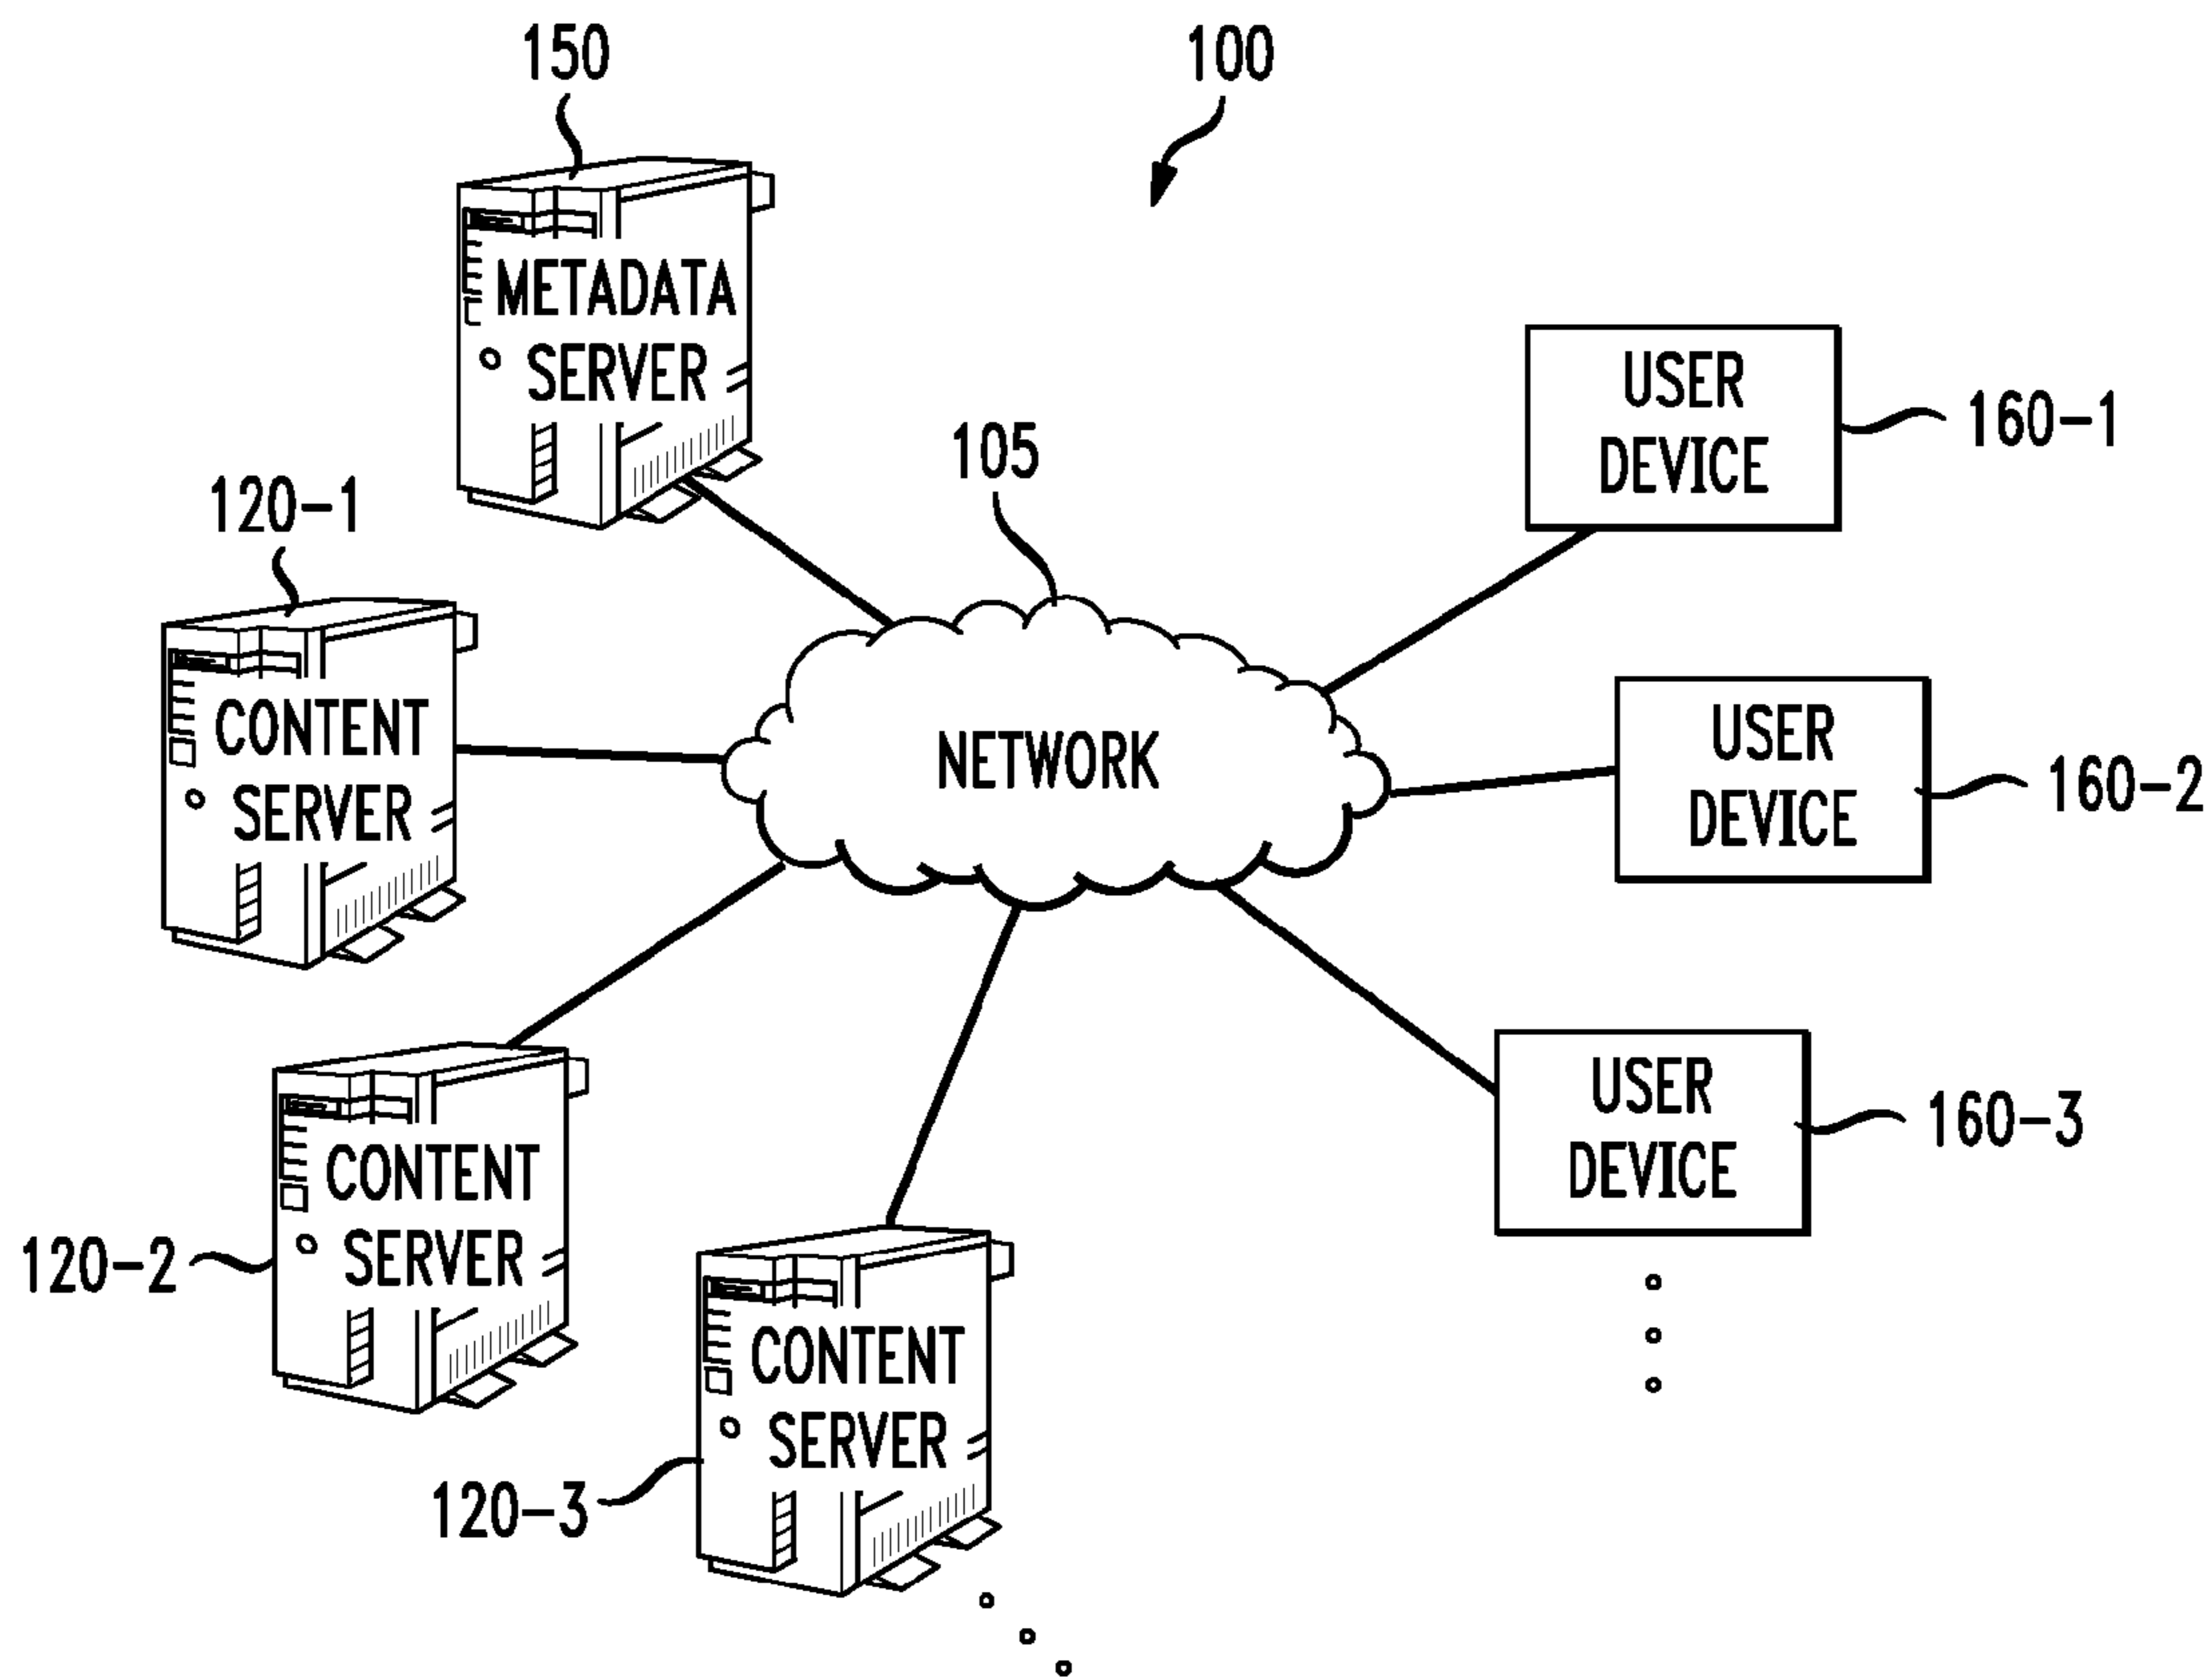 150
100
METADATA
SERVER
USER
DEVICE
160-1
105
120-1
CONTENT
SERVER
NETWORK
USER
DEVICE
160-2
CONTENT
SERVER
120-2
USER
DEVICE
160-3
CONTENT
SERVER
120-3